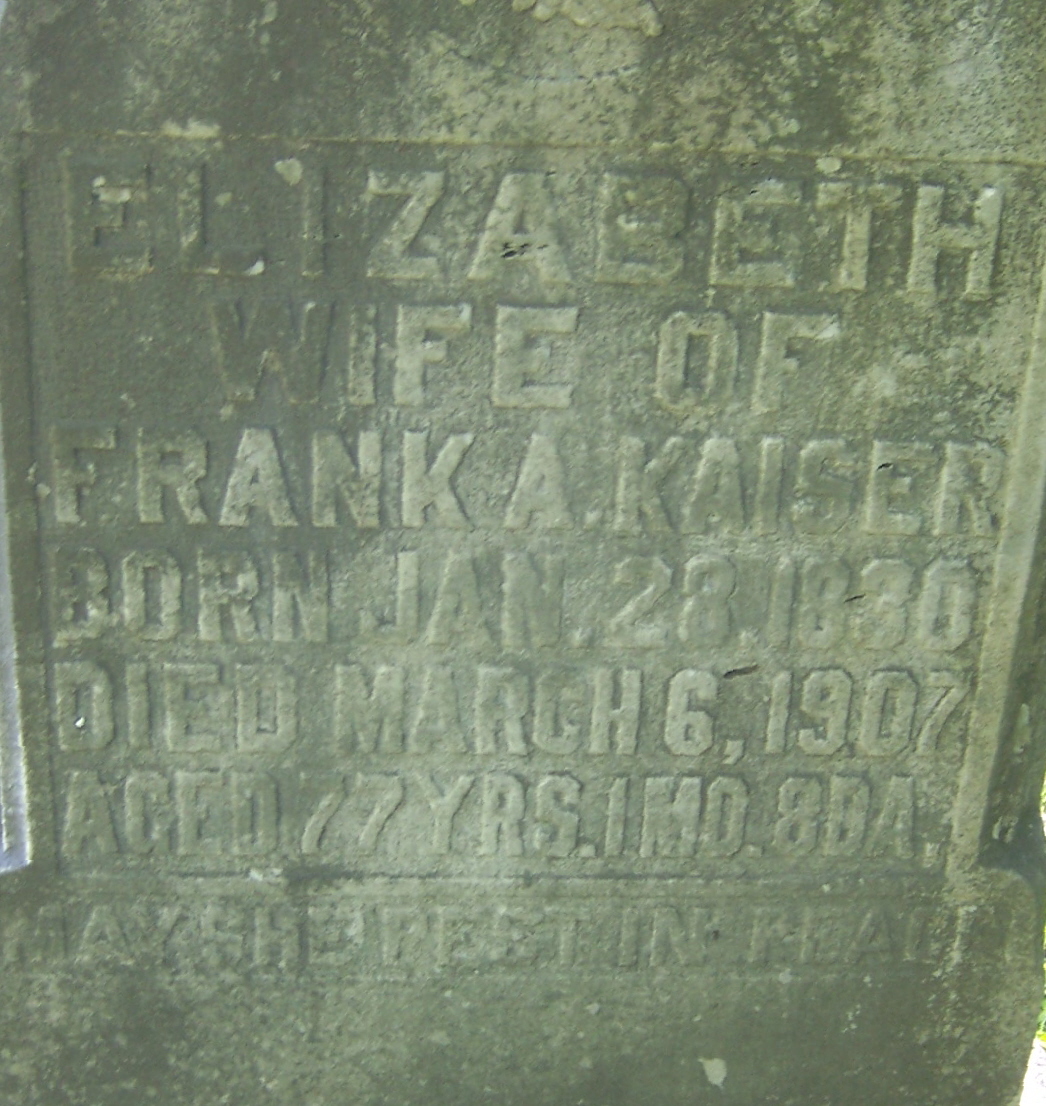 ELIZABETH
WIFE OF
FRANK A. KAISER
BORN JAN. 28, 1830
DIED MARCH 6, 1907
AGED 77 YRS. 1 MO. 8 DA.
MAY SHE REST IN PEACE